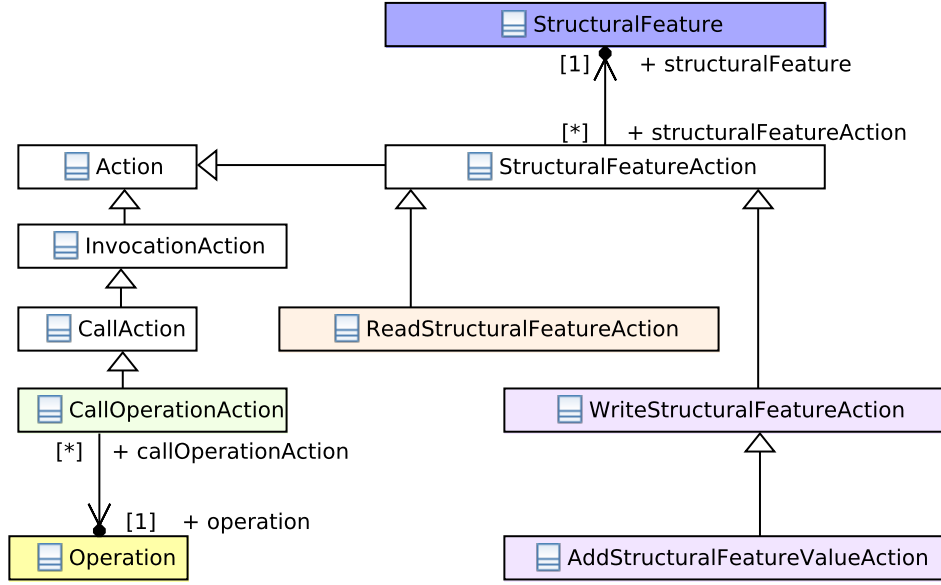 StructuralFeature
[1] + structuralFeature
[*] + structuralFeatureAction
Action
StructuralFeatureAction
InvocationAction
CallAction
ReadStructuralFeatureAction
CallOperationAction
WriteStructuralFeatureAction
[*] + callOperationAction
[1] + operation
Operation
AddStructuralFeatureValueAction